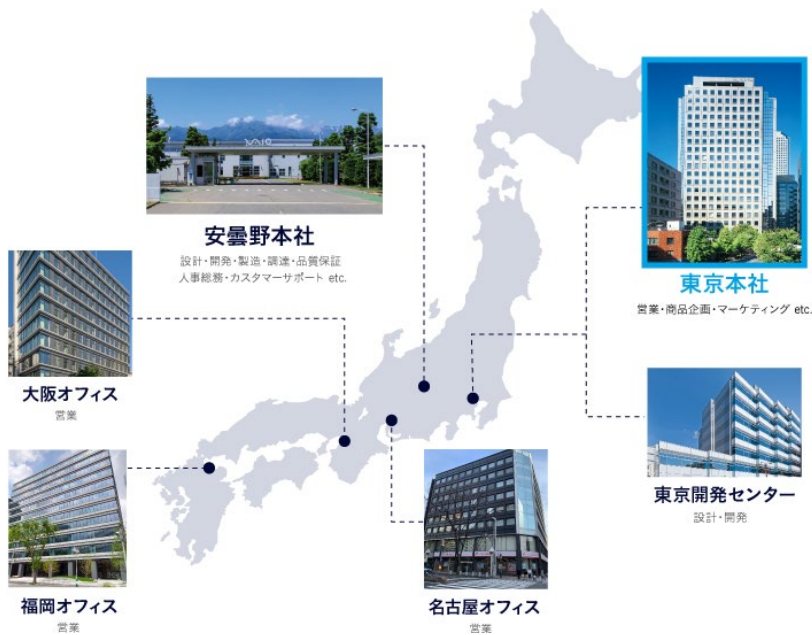 VAIO
安曇野本社
設計・開発・製造・調達・品質保証
人事総務・カスタマーサポート etc.
東京本社
営業・商品企画・マーケティング etc.
大阪オフィス
営業
東京開発センター
設計・開発
福岡オフィス
営業
名古屋オフィス
営業